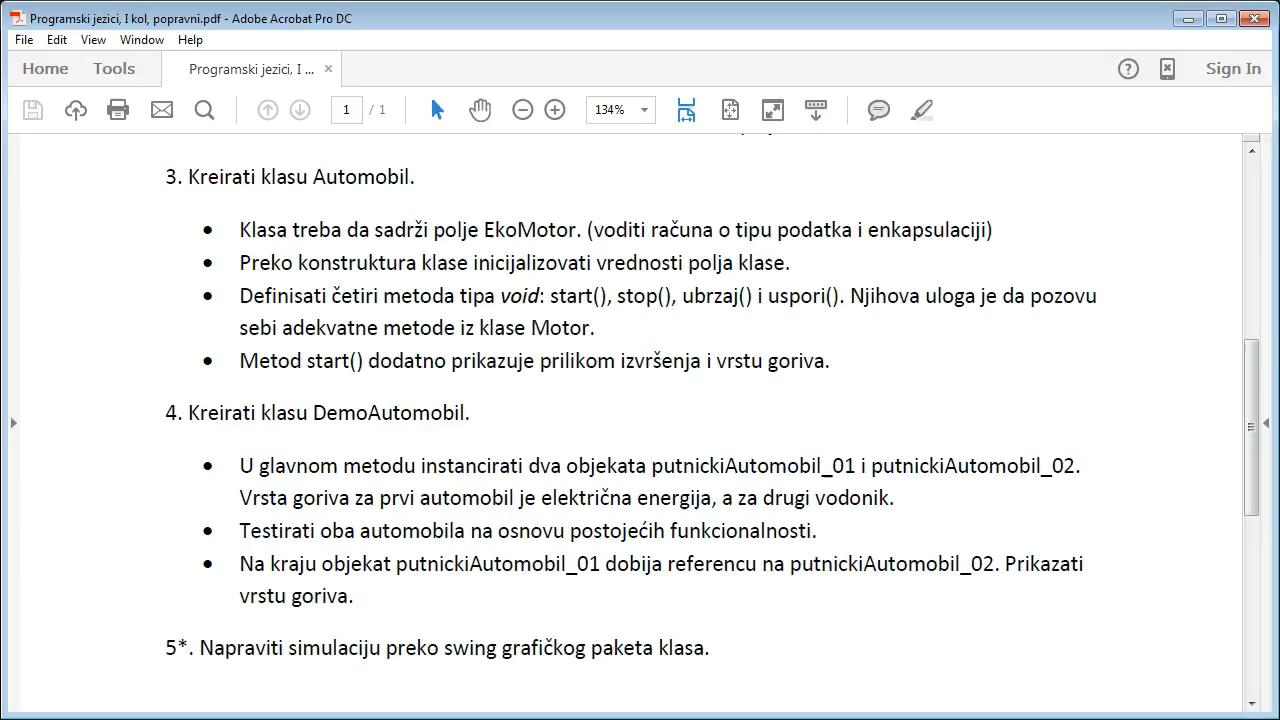 Programski jezici, I kol, popravni.pdf - Adobe Acrobat Pro DC
File Edit View Window Help
Home Tools Programski jezici, I ... × ? Sign In
1 / 1 134%
3. Kreirati klasu Automobil.
• Klasa treba da sadrži polje EkoMotor. (voditi računa o tipu podatka i enkapsulaciji)
• Preko konstruktura klase inicijalizovati vrednosti polja klase.
• Definisati četiri metoda tipa void: start(), stop(), ubrzaj() i uspori(). Njihova uloga je da pozovu
sebi adekvatne metode iz klase Motor.
• Metod start() dodatno prikazuje prilikom izvršenja i vrstu goriva.
4. Kreirati klasu DemoAutomobil.
• U glavnom metodu instancirati dva objekata putnickiAutomobil_01 i putnickiAutomobil_02.
Vrsta goriva za prvi automobil je električna energija, a za drugi vodonik.
• Testirati oba automobila na osnovu postojećih funkcionalnosti.
• Na kraju objekat putnickiAutomobil_01 dobija referencu na putnickiAutomobil_02. Prikazati
vrstu goriva.
5*. Napraviti simulaciju preko swing grafičkog paketa klasa.